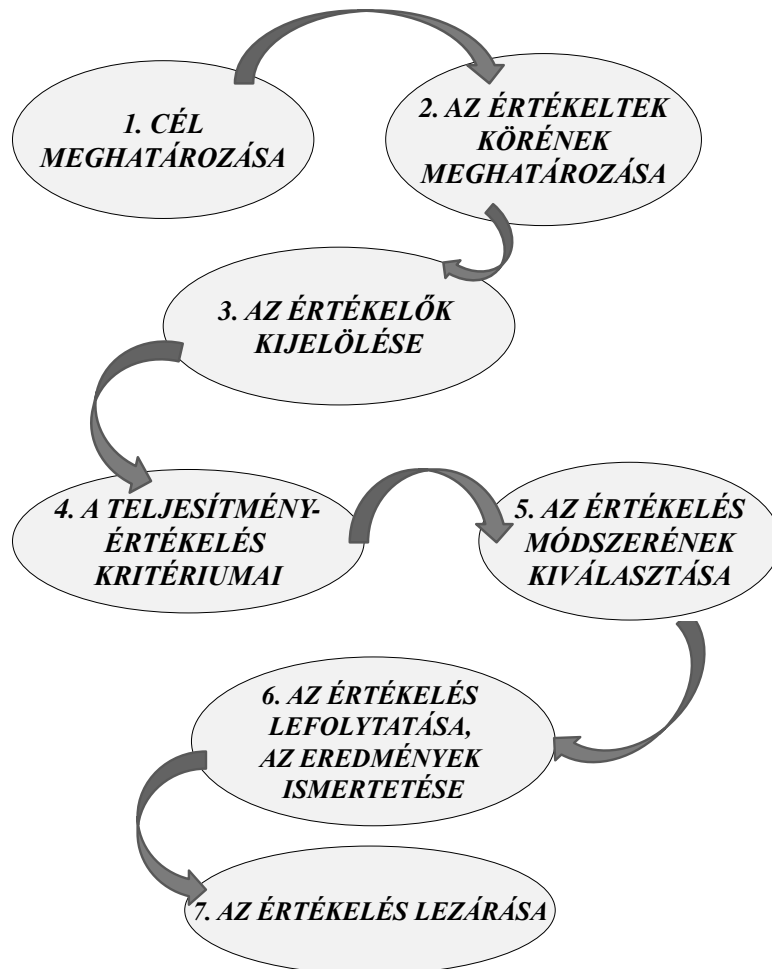 1. CÉL
MEGHATÁROZÁSA
2. AZ ÉRTÉKELTEK
KÖRÉNEK
MEGHATÁROZÁSA
3. AZ ÉRTÉKELŐK
KIJELÖLÉSE
4. A TELJESÍTMÉNY-
ÉRTÉKELÉS
KRITÉRIUMAI
5. AZ ÉRTÉKELÉS
MÓDSZERÉNEK
KIVÁLASZTÁSA
6. AZ ÉRTÉKELÉS
LEFOLYTATÁSA,
AZ EREDMÉNYEK
ISMERTETÉSE
7. AZ ÉRTÉKELÉS LEZÁRÁSA